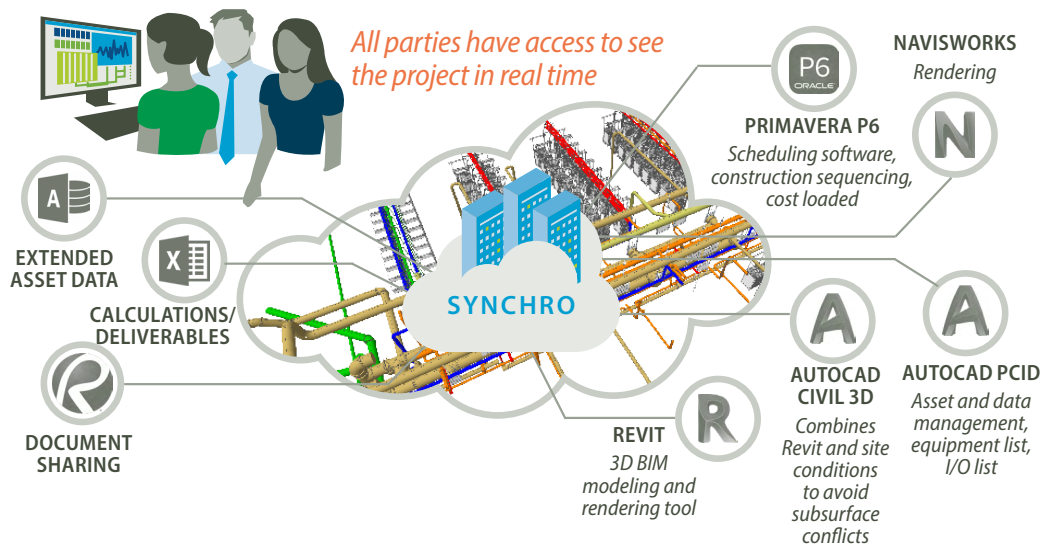 All parties have access to see
the project in real time
P6
ORACLE
PRIMAVERA P6
Scheduling software,
construction sequencing,
cost loaded
NAVISWORKS
Rendering
N
A
EXTENDED
ASSET DATA
X
CALCULATIONS/
DELIVERABLES
R
DOCUMENT
SHARING
SYNCHRO
R
REVIT
3D BIM
modeling and
rendering tool
A
AUTOCAD
CIVIL 3D
Combines
Revit and site
conditions
to avoid
subsurface
conflicts
A
AUTOCAD PCID
Asset and data
management,
equipment list,
I/O list